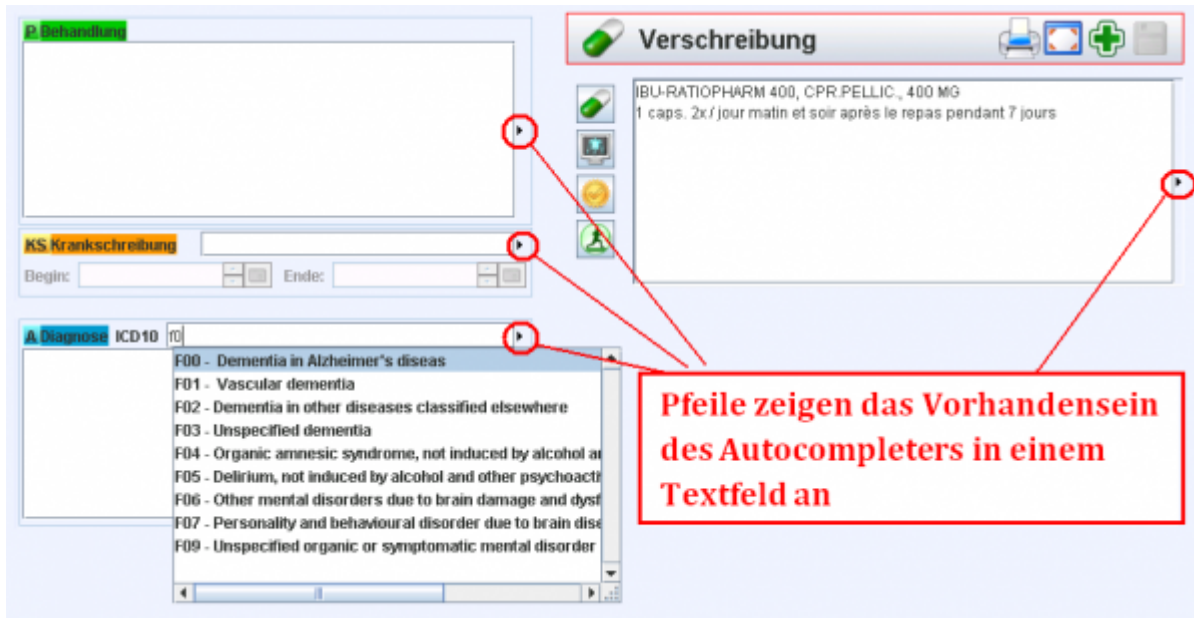 P Behandlung
Verschreibung
IBU-RATIOPHARM 400, CPR.PELLIC., 400 MG
1 caps. 2x / jour matin et soir après le repas pendant 7 jours
KS Krankschreibung
Begin:
Ende:
A Diagnose ICD10 f0
F00 - Dementia in Alzheimer's diseas
F01 - Vascular dementia
F02 - Dementia in other diseases classified elsewhere
F03 - Unspecified dementia
F04 - Organic amnesic syndrome, not induced by alcohol ar
F05 - Delirium, not induced by alcohol and other psychoacti
F06 - Other mental disorders due to brain damage and dysf
F07 - Personality and behavioural disorder due to brain dise
F09 - Unspecified organic or symptomatic mental disorder
Pfeile zeigen das Vorhandensein
des Autocompleters in einem
Textfeld an